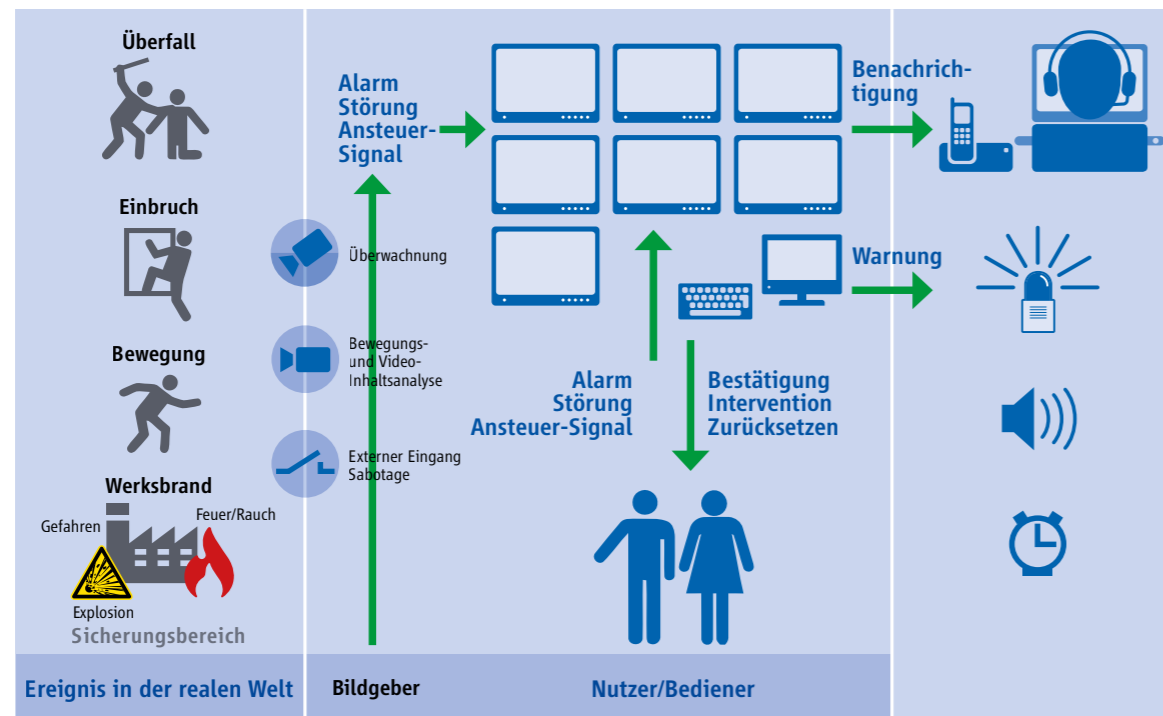 Überfall
Einbruch
Bewegung
Werksbrand
Gefahren
Feuer/Rauch
Explosion
Sicherungsbereich
Ereignis in der realen Welt
Alarm
Störung
Ansteuer-
Signal
Überwachnung
Bewegungs-
und Video-
Inhaltsanalyse
Externer Eingang
Sabotage
Bildgeber
Alarm
Störung
Ansteuer-Signal
Bestätigung
Intervention
Zurücksetzen
Nutzer/Bediener
Benachrich-
tigung
Warnung